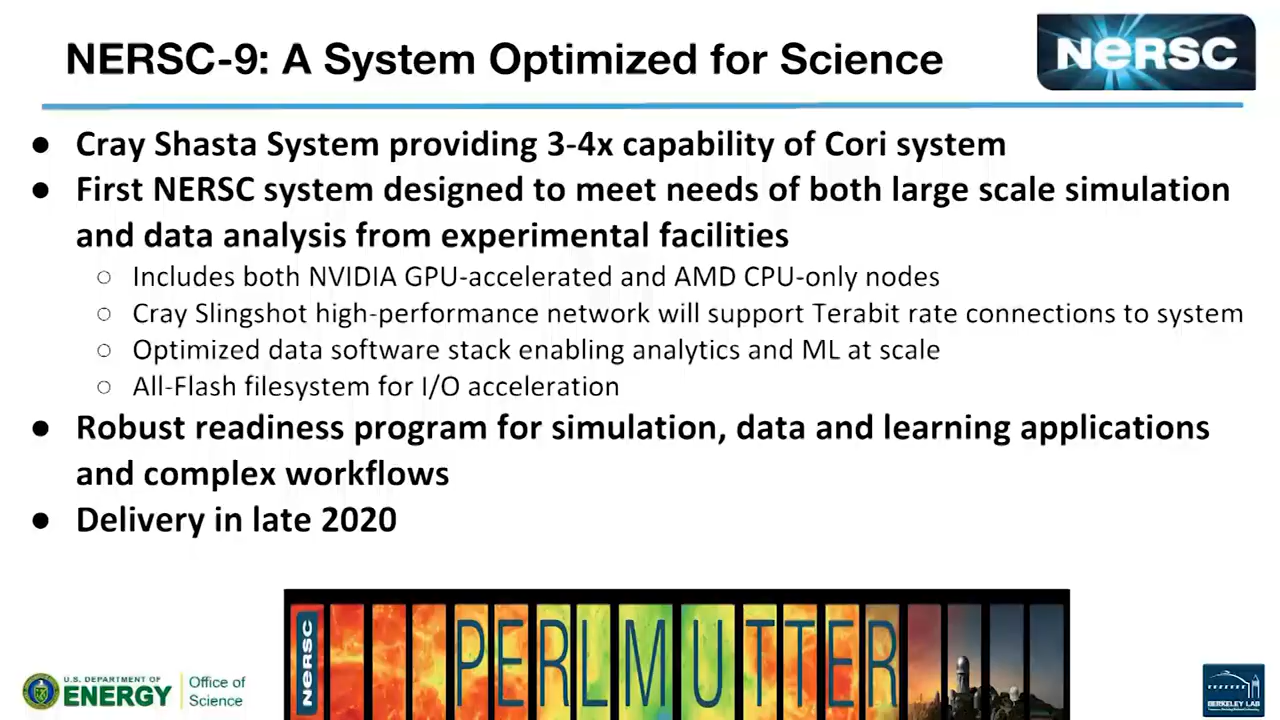 NERSC-9: A System Optimized for Science
NERSC
● Cray Shasta System providing 3-4x capability of Cori system
● First NERSC system designed to meet needs of both large scale simulation
and data analysis from experimental facilities
○ Includes both NVIDIA GPU-accelerated and AMD CPU-only nodes
○ Cray Slingshot high-performance network will support Terabit rate connections to system
○ Optimized data software stack enabling analytics and ML at scale
○ All-Flash filesystem for I/O acceleration
● Robust readiness program for simulation, data and learning applications
and complex workflows
● Delivery in late 2020
NERSC
PERLMUTTER
U.S. DEPARTMENT OF
ENERGY
Office of
Science
BERKELEY LAB